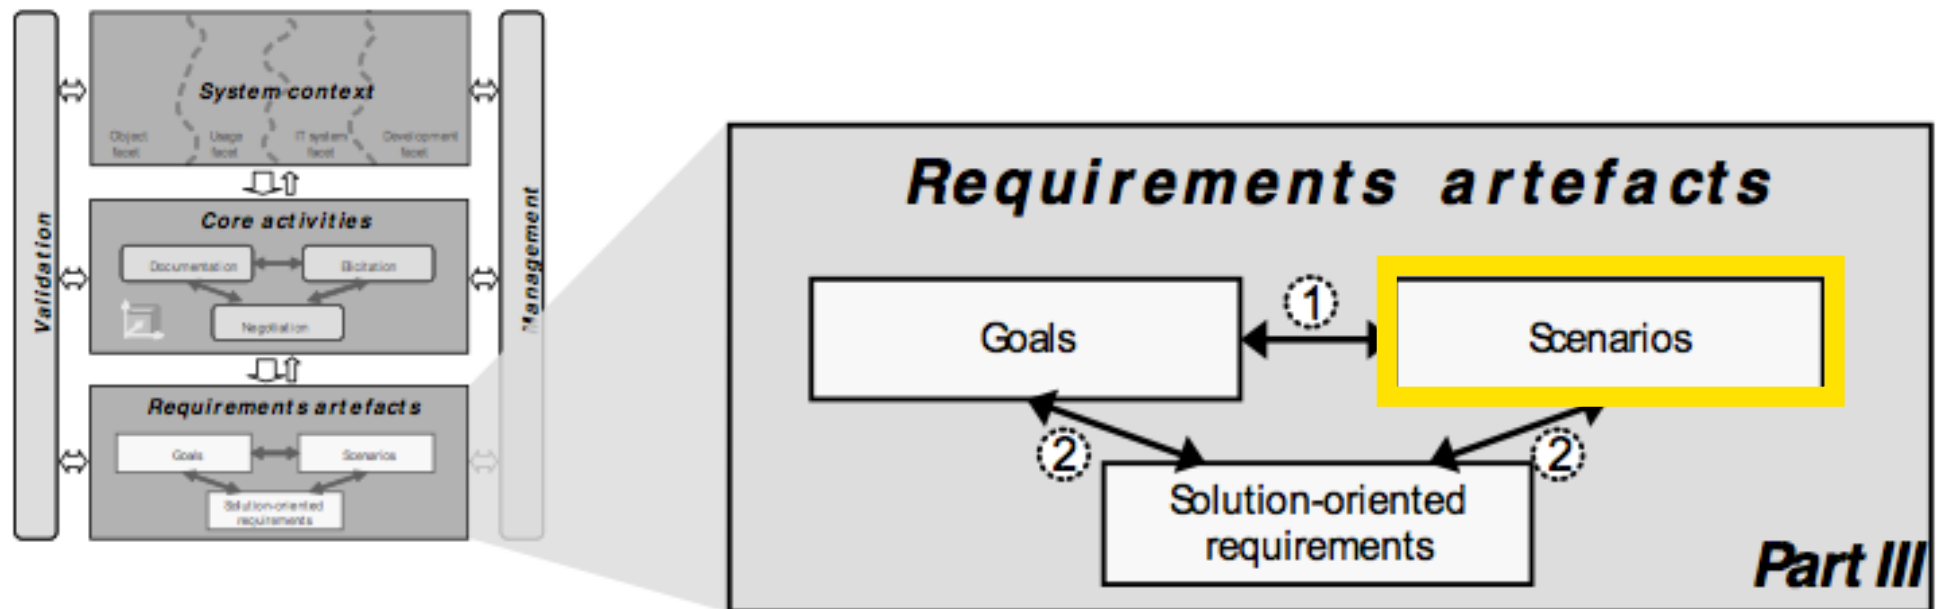 Validation
System context
Object
facet
Usage
facet
IT system
facet
Development
facet
Core activities
Documentation
Elicitation
Negotiation
Requirements artefacts
Goals
Scenarios
Solution-oriented
requirements
Management
Requirements artefacts
Goals
1
Scenarios
2
2
Solution-oriented
requirements
Part III